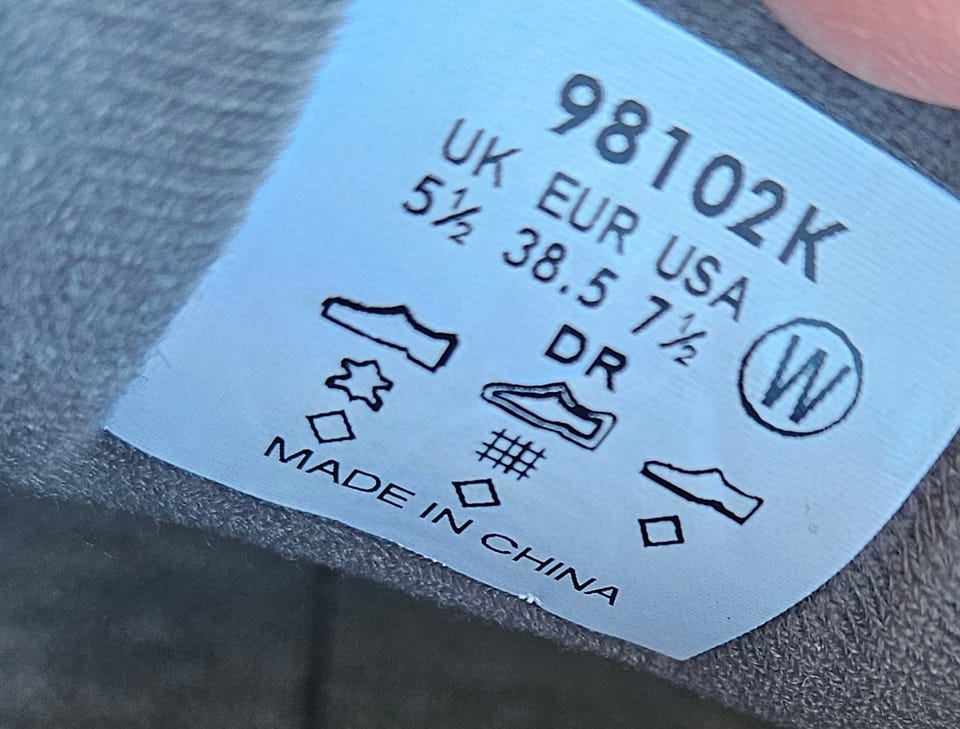 98102K
UK EUR USA
5½ 38.5 7½
DR
W
MADE IN CHINA